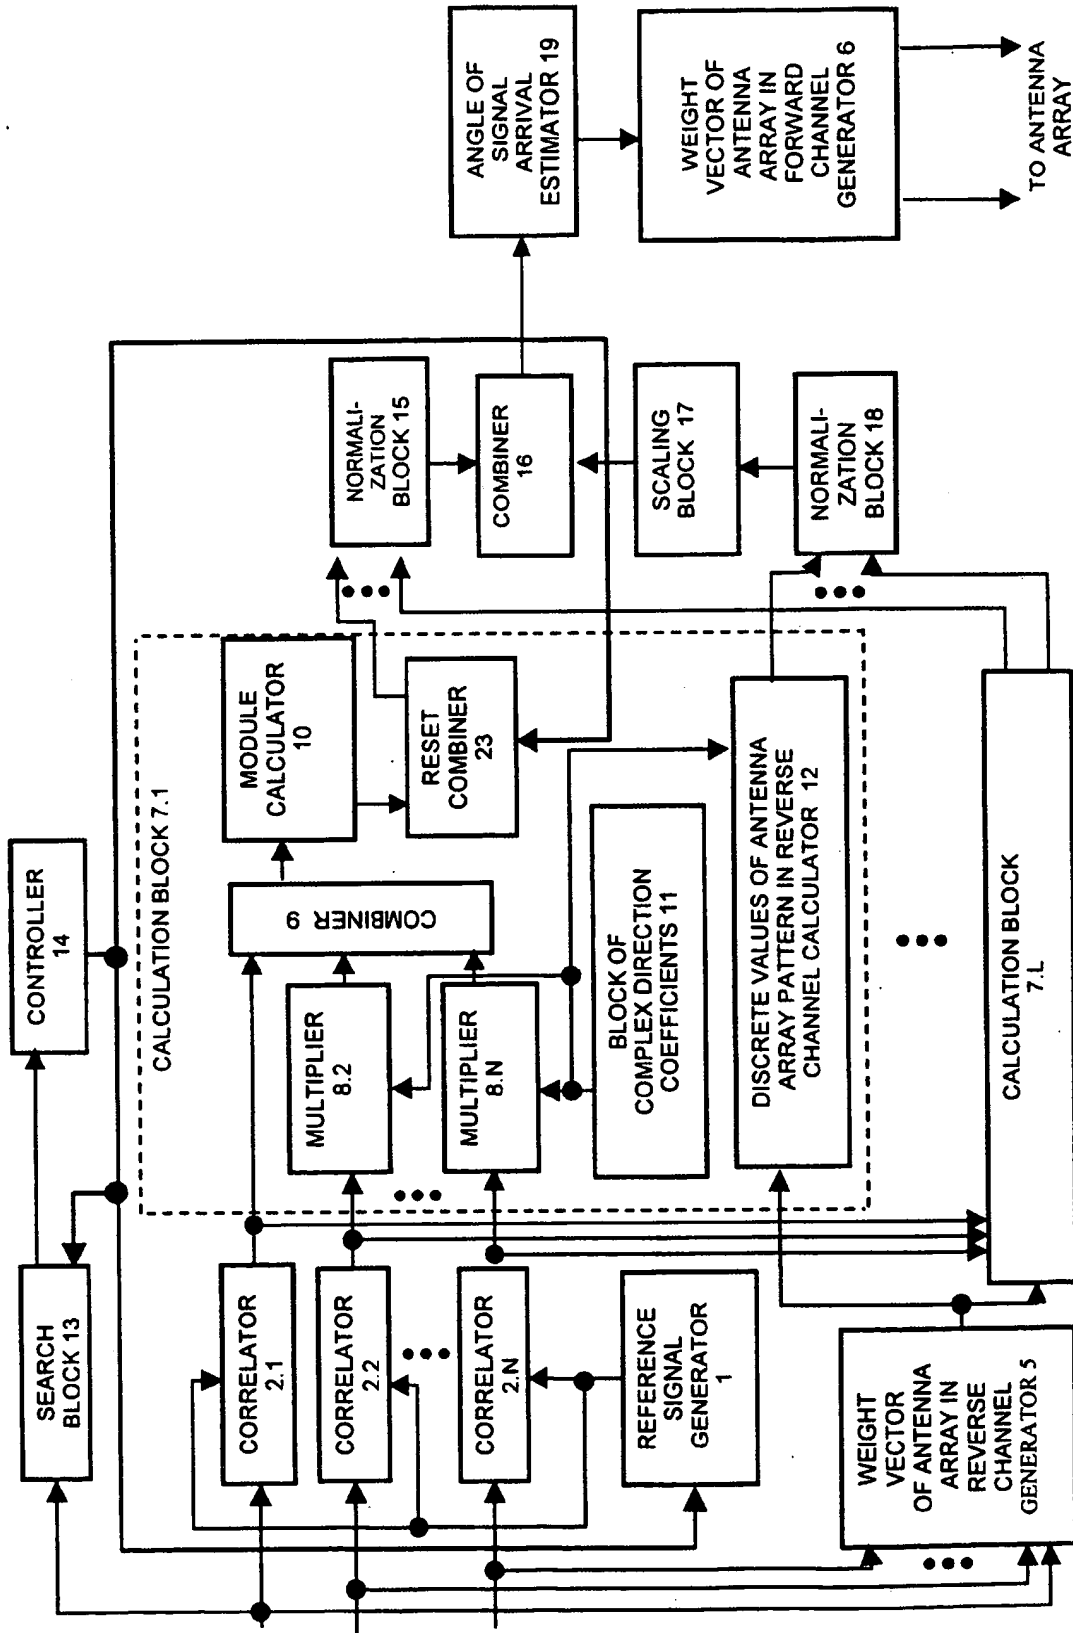 SEARCH
BLOCK 13
CONTROLLER
14
CALCULATION BLOCK 7.1
CORRELATOR
2.1
CORRELATOR
2.2
CORRELATOR
2.N
REFERENCE
SIGNAL
GENERATOR
1
WEIGHT
VECTOR
OF ANTENNA
ARRAY IN
REVERSE
CHANNEL
GENERATOR 5
MULTIPLIER
8.2
MULTIPLIER
8.N
COMBINER 9
MODULE
CALCULATOR
10
RESET
COMBINER
23
BLOCK OF
COMPLEX DIRECTION
COEFFICIENTS 11
DISCRETE VALUES OF ANTENNA
ARRAY PATTERN IN REVERSE
CHANNEL CALCULATOR 12
CALCULATION BLOCK
7.L
NORMALI-
ZATION
BLOCK 15
COMBINER
16
SCALING
BLOCK 17
NORMALI-
ZATION
BLOCK 18
ANGLE OF
SIGNAL
ARRIVAL
ESTIMATOR 19
WEIGHT
VECTOR OF
ANTENNA
ARRAY IN
FORWARD
CHANNEL
GENERATOR 6
TO ANTENNA
ARRAY